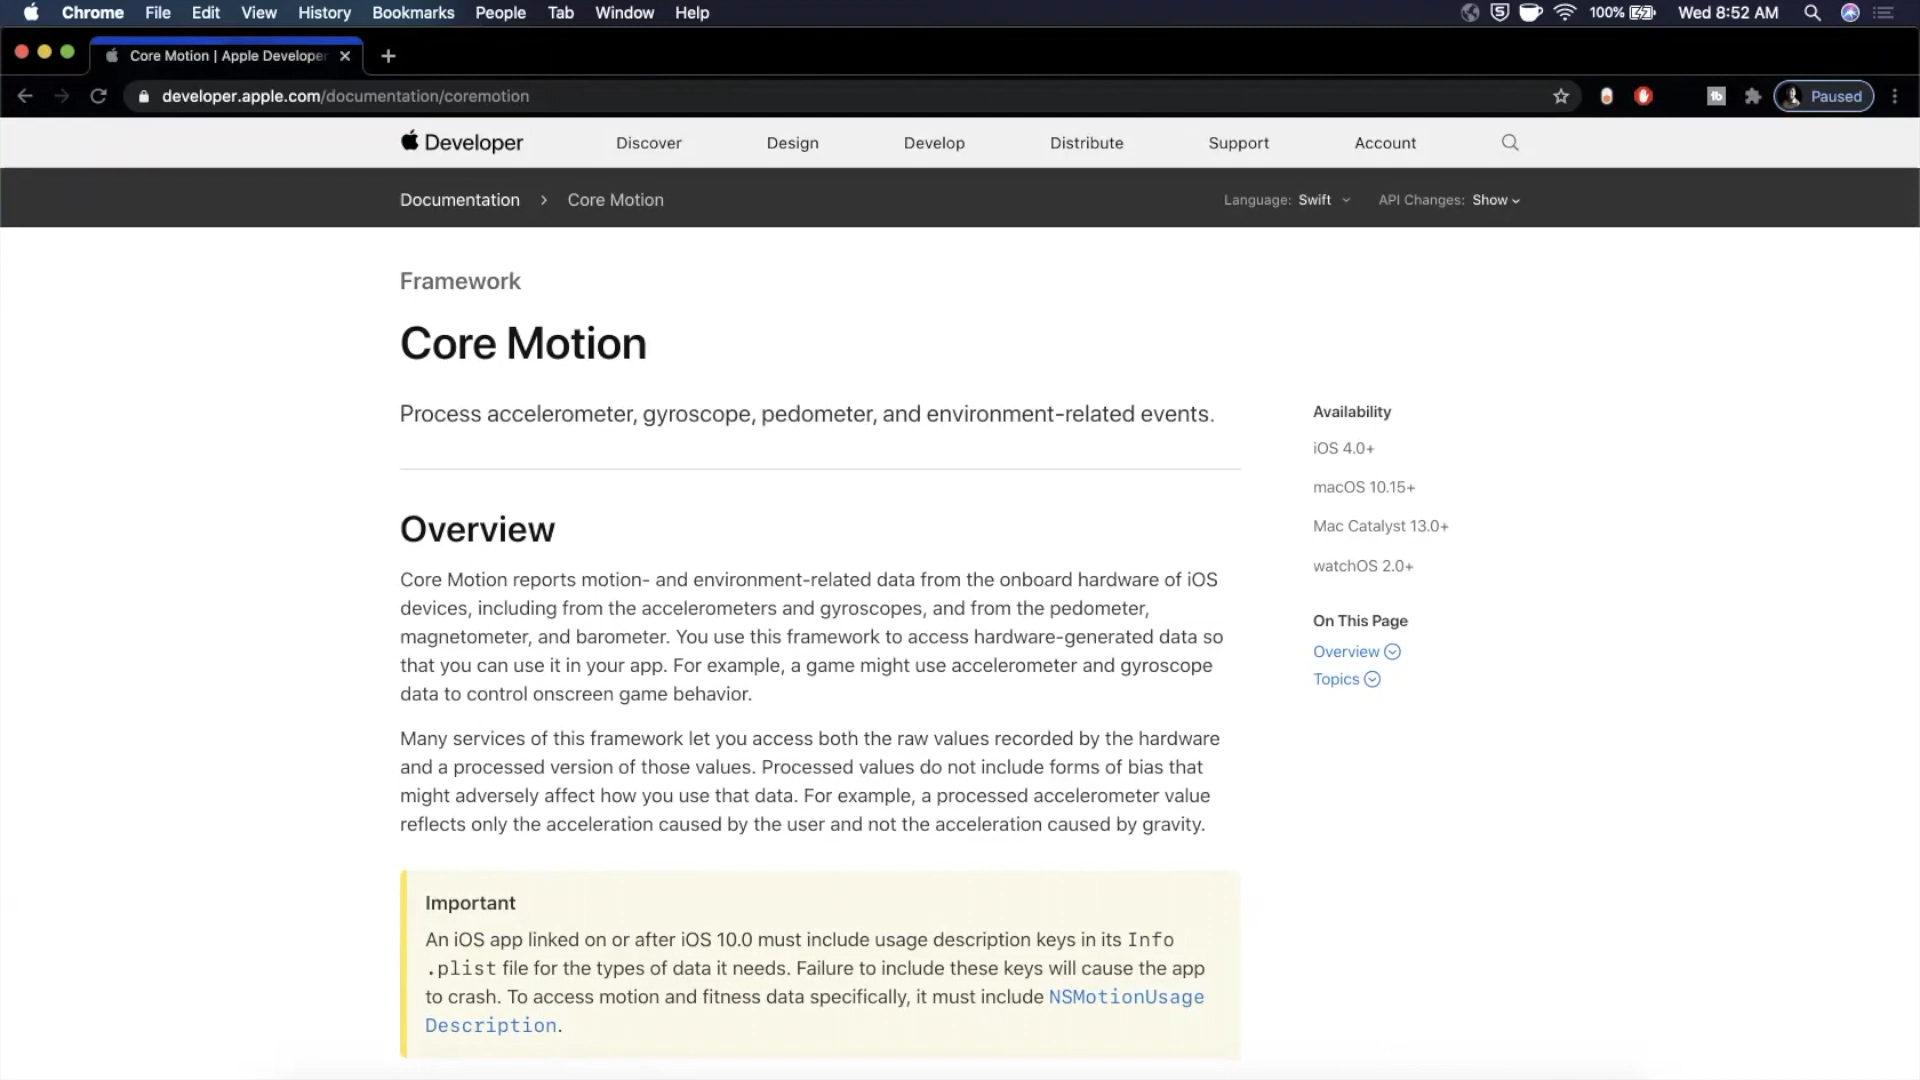 Chrome File Edit View History Bookmarks People Tab Window Help 100% Wed 8:52 AM
Core Motion | Apple Developer
developer.apple.com/documentation/coremotion Paused
Developer Discover Design Develop Distribute Support Account
Documentation > Core Motion Language: Swift API Changes: Show
Framework
Core Motion
Process accelerometer, gyroscope, pedometer, and environment-related events.
Availability
iOS 4.0+
macOS 10.15+
Mac Catalyst 13.0+
watchOS 2.0+
On This Page
Overview
Topics
Overview
Core Motion reports motion- and environment-related data from the onboard hardware of iOS
devices, including from the accelerometers and gyroscopes, and from the pedometer,
magnetometer, and barometer. You use this framework to access hardware-generated data so
that you can use it in your app. For example, a game might use accelerometer and gyroscope
data to control onscreen game behavior.
Many services of this framework let you access both the raw values recorded by the hardware
and a processed version of those values. Processed values do not include forms of bias that
might adversely affect how you use that data. For example, a processed accelerometer value
reflects only the acceleration caused by the user and not the acceleration caused by gravity.
Important
An iOS app linked on or after iOS 10.0 must include usage description keys in its Info
.plist file for the types of data it needs. Failure to include these keys will cause the app
to crash. To access motion and fitness data specifically, it must include NSMotionUsage
Description.